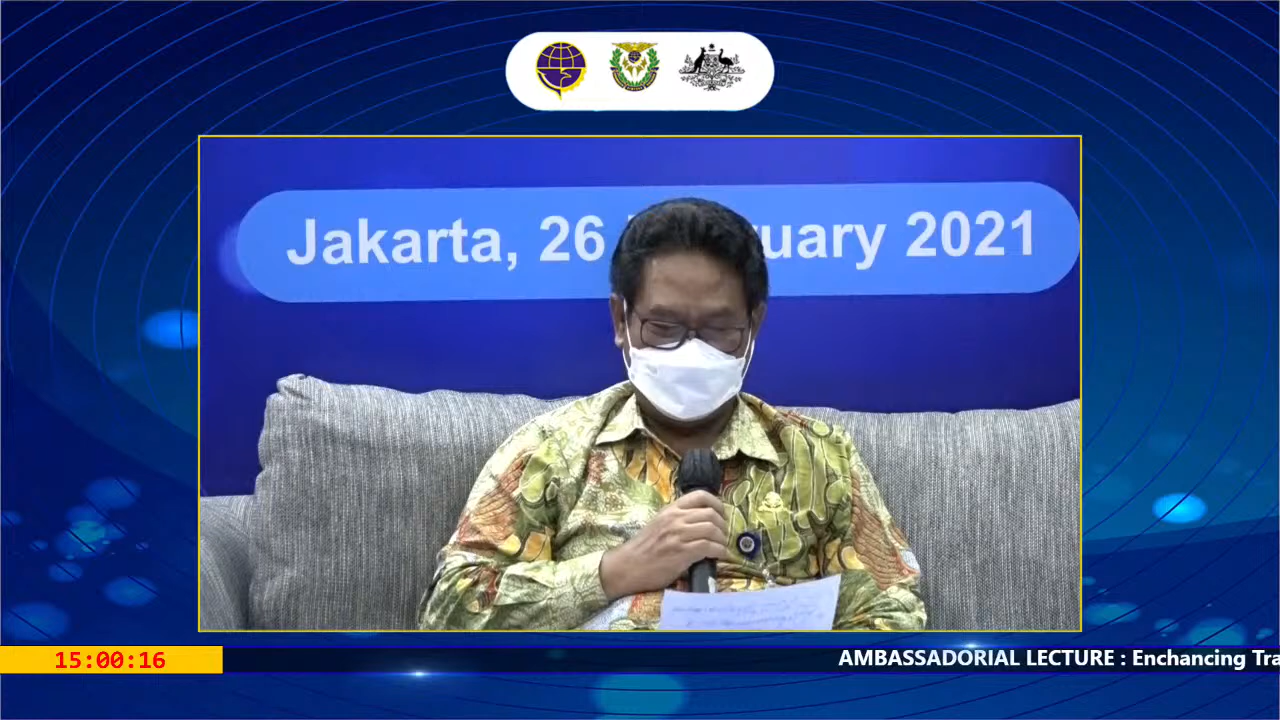 Jakarta, 26 uary 2021
15:00:16
AMBASSADORIAL LECTURE : Enchancing Tra